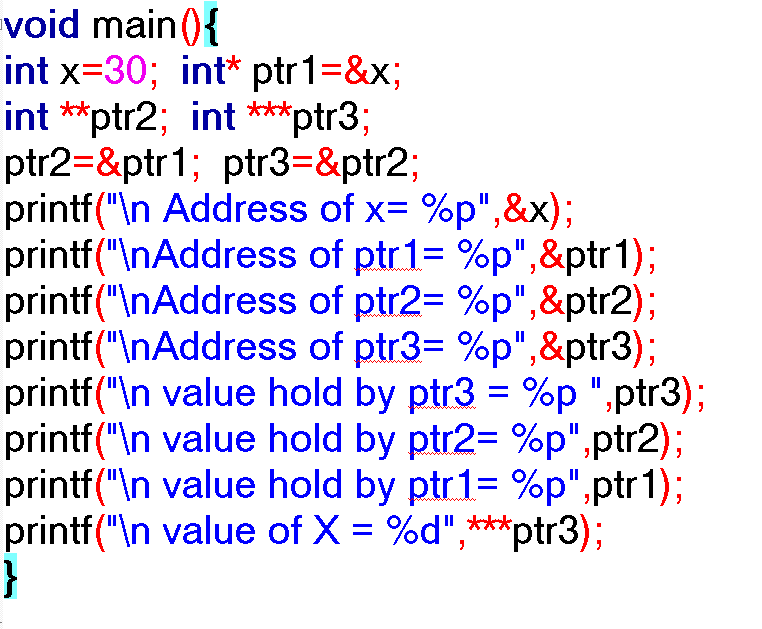 void main(){
int x=30;  int* ptr1=&x;
int **ptr2;  int ***ptr3;
ptr2=&ptr1;  ptr3=&ptr2;
printf("\n Address of x= %p",&x);
printf("\nAddress of ptr1= %p",&ptr1);
printf("\nAddress of ptr2= %p",&ptr2);
printf("\nAddress of ptr3= %p",&ptr3);
printf("\n value hold by ptr3 = %p ",ptr3);
printf("\n value hold by ptr2= %p",ptr2);
printf("\n value hold by ptr1= %p",ptr1);
printf("\n value of X = %d",***ptr3);
}